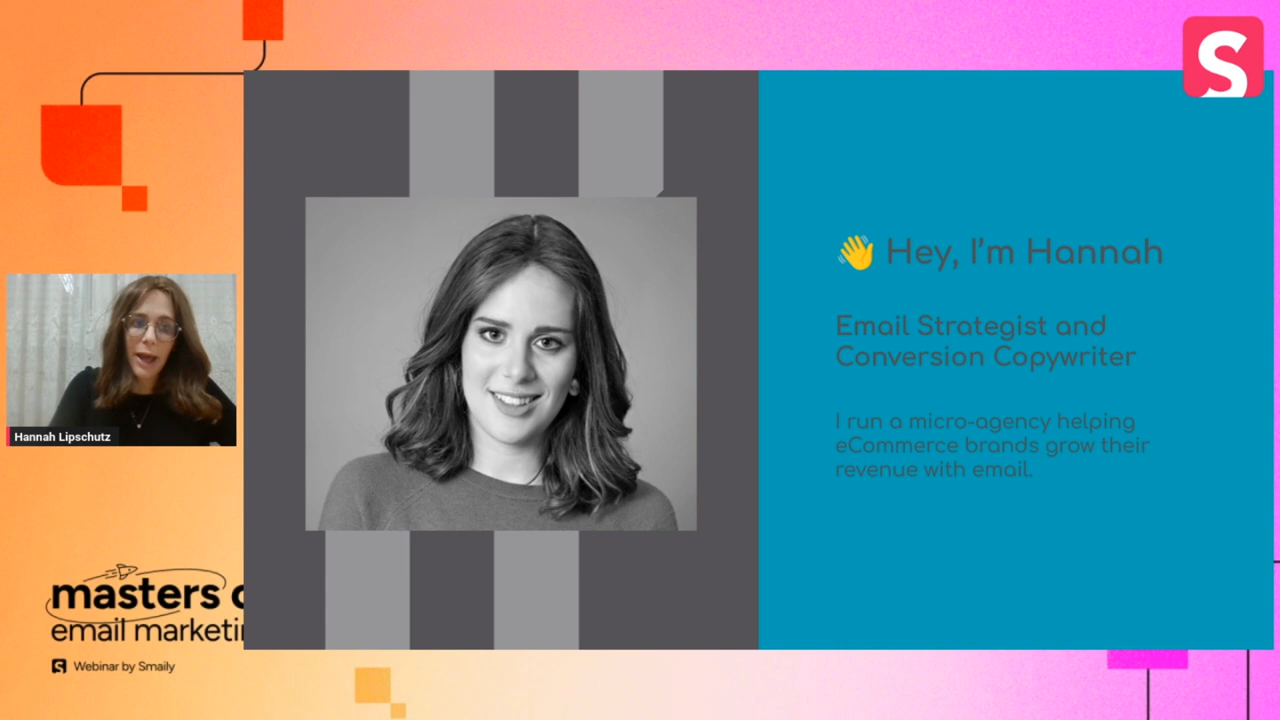 S
👋 Hey, I’m Hannah
Email Strategist and
Conversion Copywriter
I run a micro-agency helping
eCommerce brands grow their
revenue with email.
Hannah Lipschutz
masters
email
Webinar by Smaily